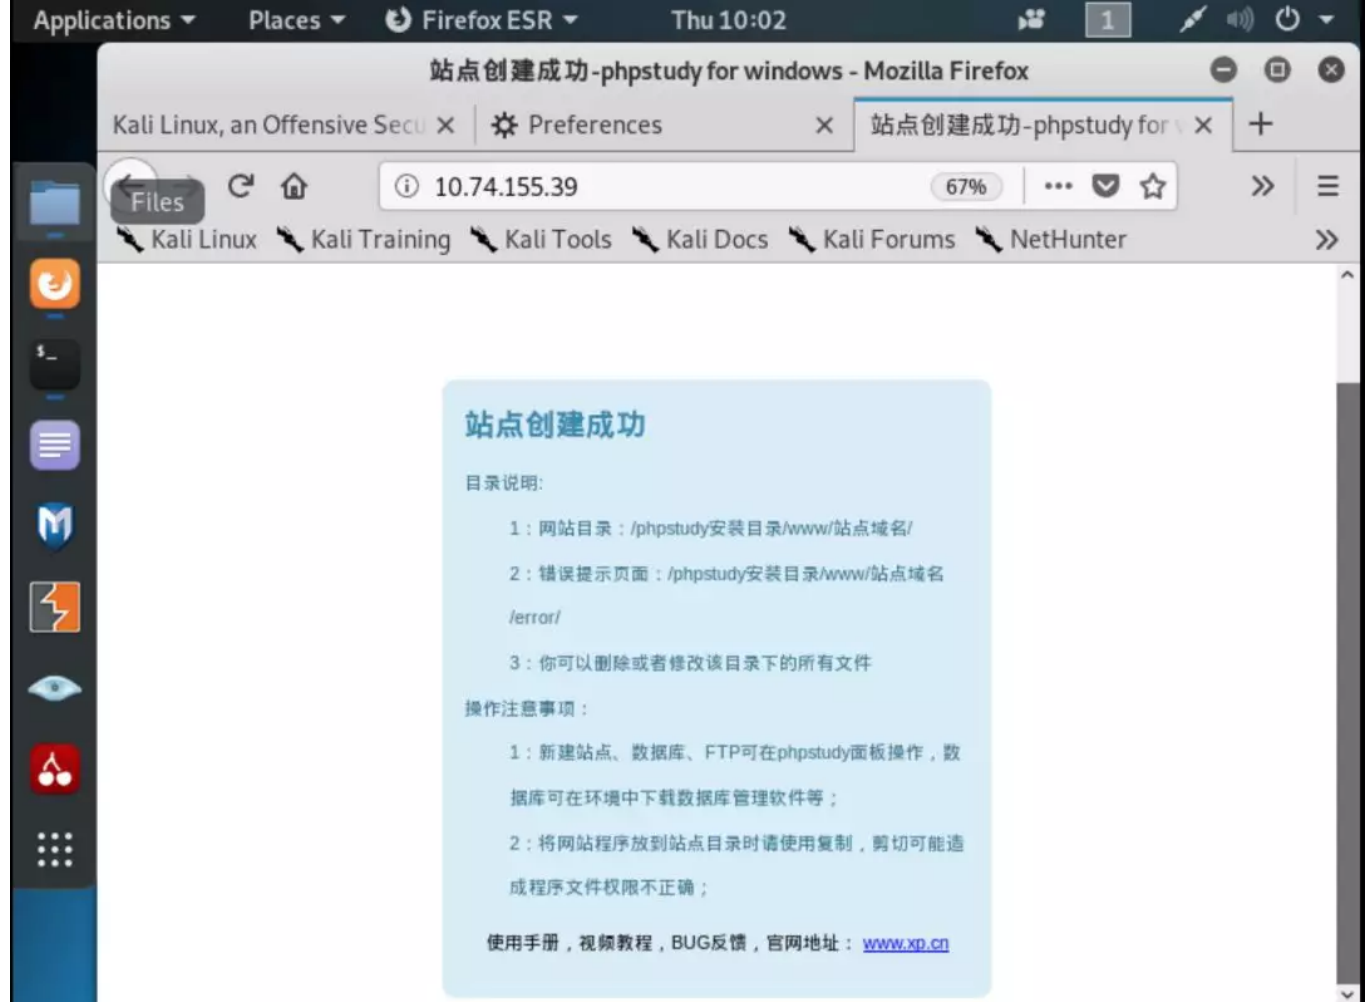 Applications Places Firefox ESR Thu 10:02 1
站点创建成功-phpstudy for windows - Mozilla Firefox
Kali Linux, an Offensive Secu Preferences 站点创建成功-phpstudy for
10.74.155.39 67%
Files
Kali Linux Kali Training Kali Tools Kali Docs Kali Forums NetHunter
$_
站点创建成功
目录说明:
1：网站目录：/phpstudy安装目录/www/站点域名/
2：错误提示页面：/phpstudy安装目录/www/站点域名
/error/
3：你可以删除或者修改该目录下的所有文件
操作注意事项：
1：新建站点、数据库、FTP可在phpstudy面板操作，数
据库可在环境中下载数据库管理软件等；
2：将网站程序放到站点目录时请使用复制，剪切可能造
成程序文件权限不正确；
使用手册，视频教程，BUG反馈，官网地址： www.xp.cn